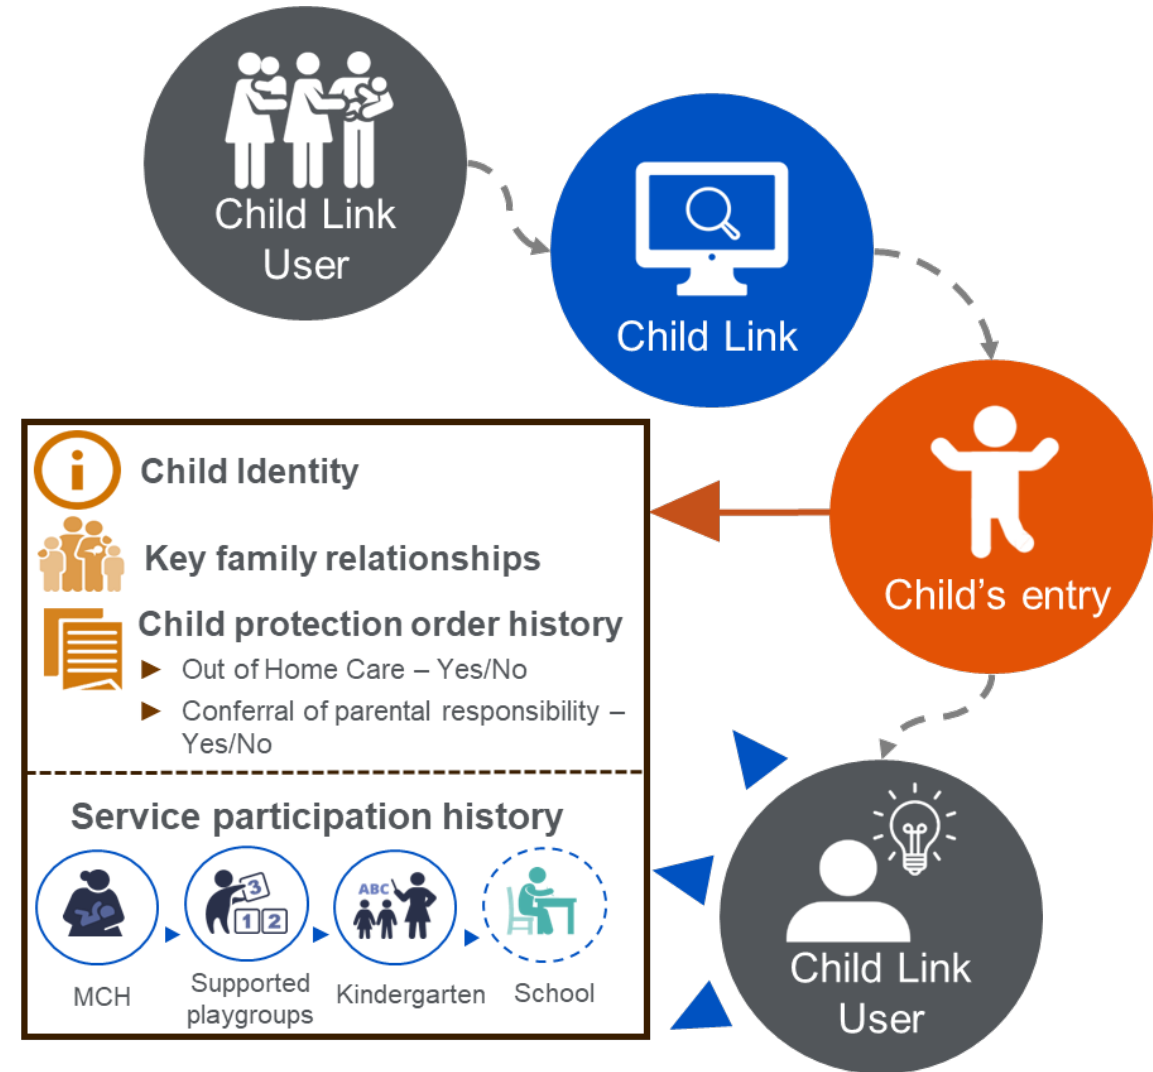 Child Link
User
Child Link
Child's entry
Child Identity
Key family relationships
Child protection order history
► Out of Home Care – Yes/No
► Conferral of parental responsibility –
Yes/No
Service participation history
3
1 2
ABC
MCH
Supported
playgroups
Kindergarten
School
Child Link
User